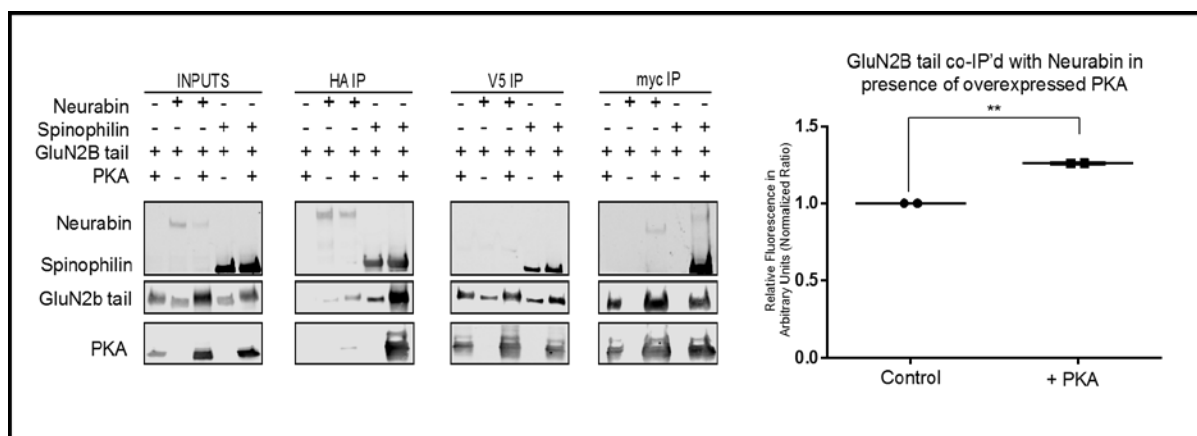 INPUTS HA IP V5 IP myc IP
Neurabin - + + - - - + + - - - + + - - - + + - -
Spinophilin - - - + + - - - + + - - - + + - - - + +
GluN2B tail + + + + + + + + + + + + + + + + + + + +
PKA + - + - + + - + - + + - + - + + - + - +
Neurabin
Spinophilin
GluN2b tail
PKA
GluN2B tail co-IP'd with Neurabin in
presence of overexpressed PKA
**
Relative Fluorescence in
Arbitrary Units (Normalized Ratio)
1.5
1.0
0.5
0.0
Control + PKA